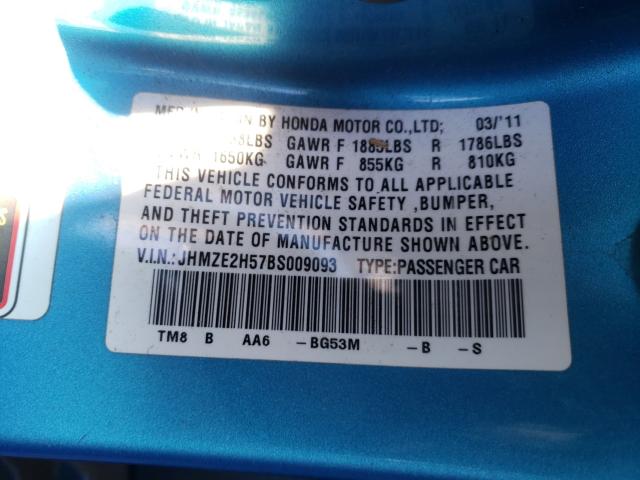 BY HONDA MOTOR CO.,LTD; 03/'11
LBS GAWR F 1885LBS R 1786LBS
1650KG GAWR F 855KG R 810KG
THIS VEHICLE CONFORMS TO ALL APPLICABLE
FEDERAL MOTOR VEHICLE SAFETY ,BUMPER,
AND THEFT PREVENTION STANDARDS IN EFFECT
ON THE DATE OF MANUFACTURE SHOWN ABOVE.
V.I.N.:JHMZE2H57BS009093 TYPE:PASSENGER CAR
TM8 B AA6 -BG53M -B -S